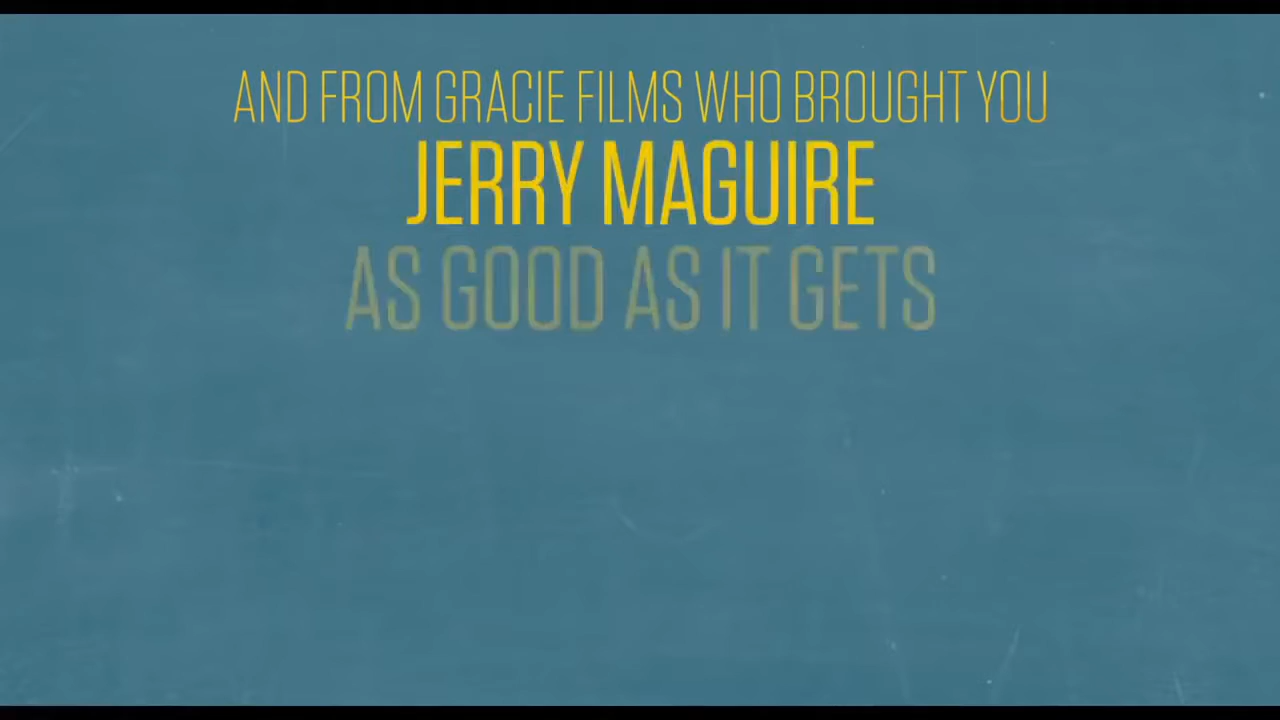 AND FROM GRACIE FILMS WHO BROUGHT YOU
JERRY MAGUIRE
AS GOOD AS IT GETS